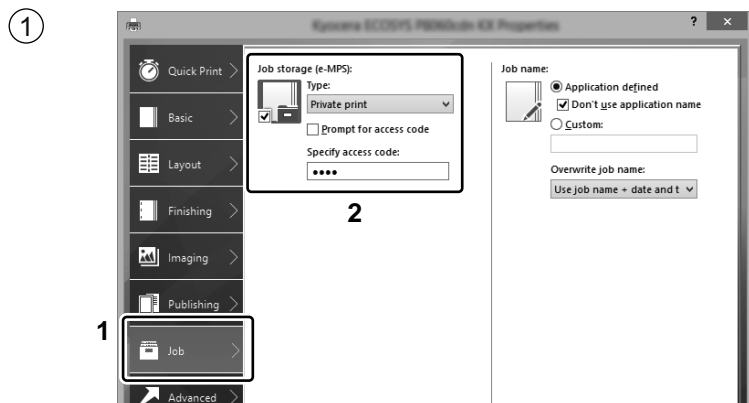 1
Kyocera ECOSYS P8060cdn KX Properties
? ×
Quick Print
Basic
Layout
Finishing
Imaging
Publishing
1
Job
Advanced
Job storage (e-MPS):
Type:
Private print
Prompt for access code
Specify access code:
••••
2
Job name:
Application defined
Don't use application name
Custom:
Overwrite job name:
Use job name + date and t